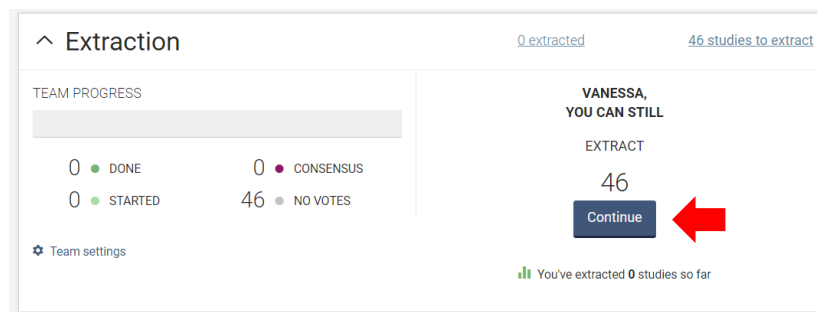 Extraction
0 extracted
46 studies to extract
TEAM PROGRESS
0 DONE
0 CONSENSUS
0 STARTED
46 NO VOTES
Team settings
VANESSA,
YOU CAN STILL
EXTRACT
46
Continue
You've extracted 0 studies so far